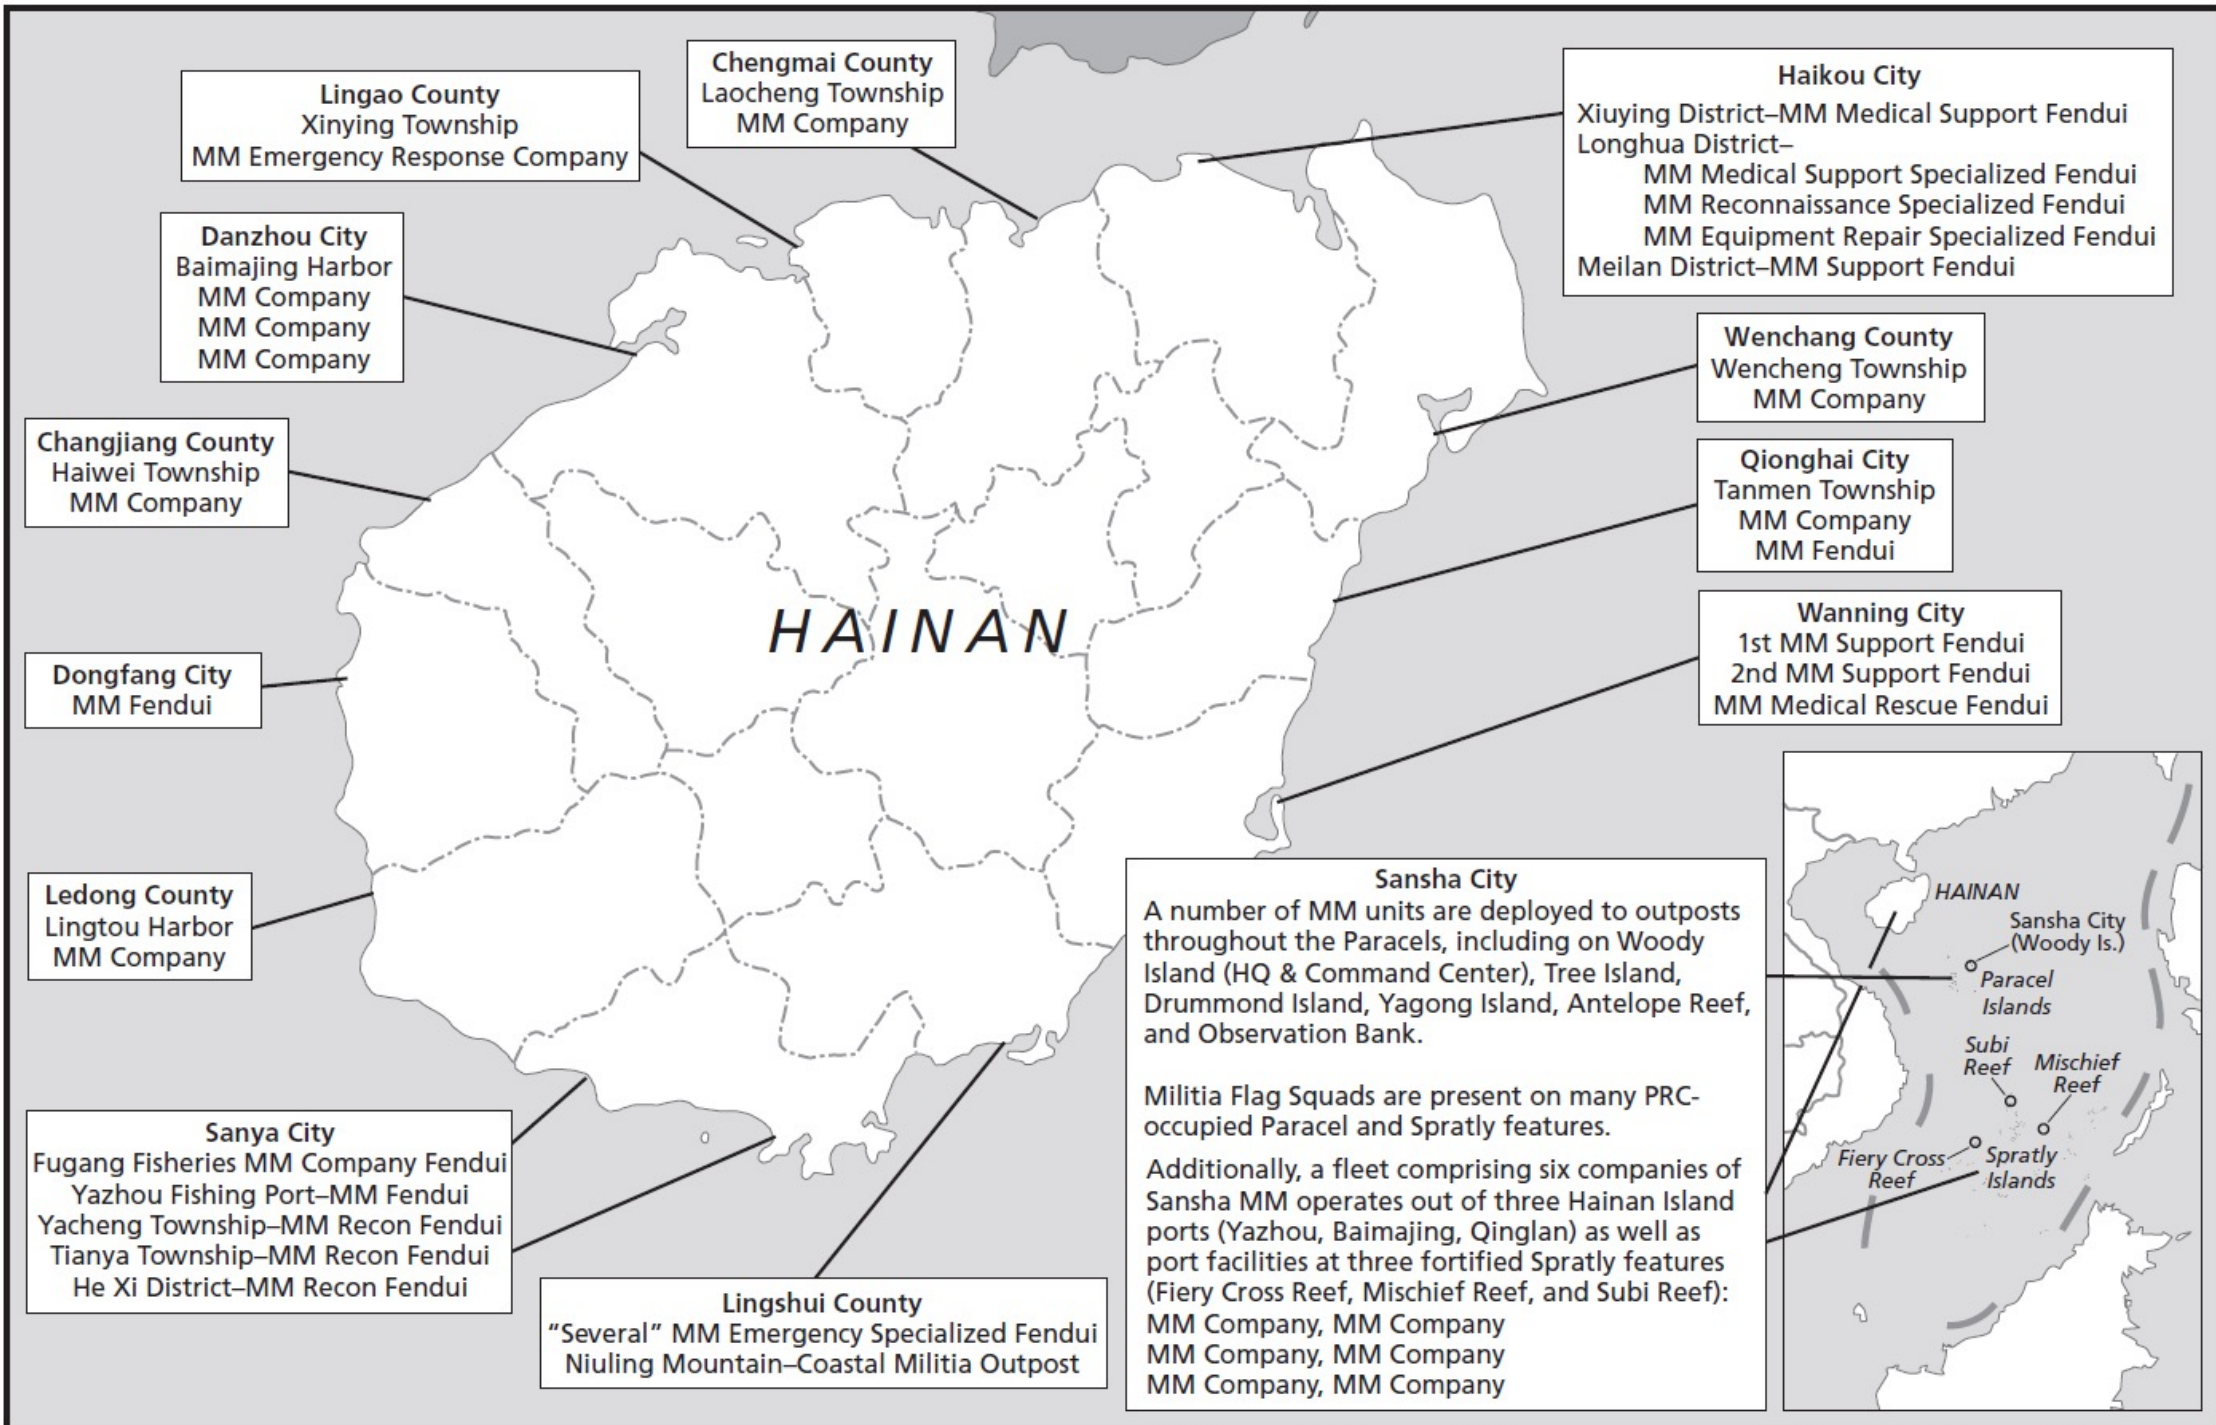 Chengmai County
Laocheng Township
MM Company
Lingao County
Xinying Township
MM Emergency Response Company
Haikou City
Xiuying District–MM Medical Support Fendui
Longhua District–
MM Medical Support Specialized Fendui
MM Reconnaissance Specialized Fendui
MM Equipment Repair Specialized Fendui
Meilan District–MM Support Fendui
Danzhou City
Baimajing Harbor
MM Company
MM Company
MM Company
Wenchang County
Wencheng Township
MM Company
Changjiang County
Haiwei Township
MM Company
Qionghai City
Tanmen Township
MM Company
MM Fendui
HAINAN
Wanning City
1st MM Support Fendui
2nd MM Support Fendui
MM Medical Rescue Fendui
Dongfang City
MM Fendui
Ledong County
Lingtou Harbor
MM Company
Sansha City
A number of MM units are deployed to outposts
throughout the Paracels, including on Woody
Island (HQ & Command Center), Tree Island,
Drummond Island, Yagong Island, Antelope Reef,
and Observation Bank.
Militia Flag Squads are present on many PRC-
occupied Paracel and Spratly features.
Additionally, a fleet comprising six companies of
Sansha MM operates out of three Hainan Island
ports (Yazhou, Baimajing, Qinglan) as well as
port facilities at three fortified Spratly features
(Fiery Cross Reef, Mischief Reef, and Subi Reef):
MM Company, MM Company
MM Company, MM Company
MM Company, MM Company
HAINAN
Sansha City
(Woody Is.)
Paracel
Islands
Subi
Reef
Mischief
Reef
Fiery Cross
Reef
Spratly
Islands
Sanya City
Fugang Fisheries MM Company Fendui
Yazhou Fishing Port–MM Fendui
Yacheng Township–MM Recon Fendui
Tianya Township–MM Recon Fendui
He Xi District–MM Recon Fendui
Lingshui County
“Several” MM Emergency Specialized Fendui
Niuling Mountain–Coastal Militia Outpost